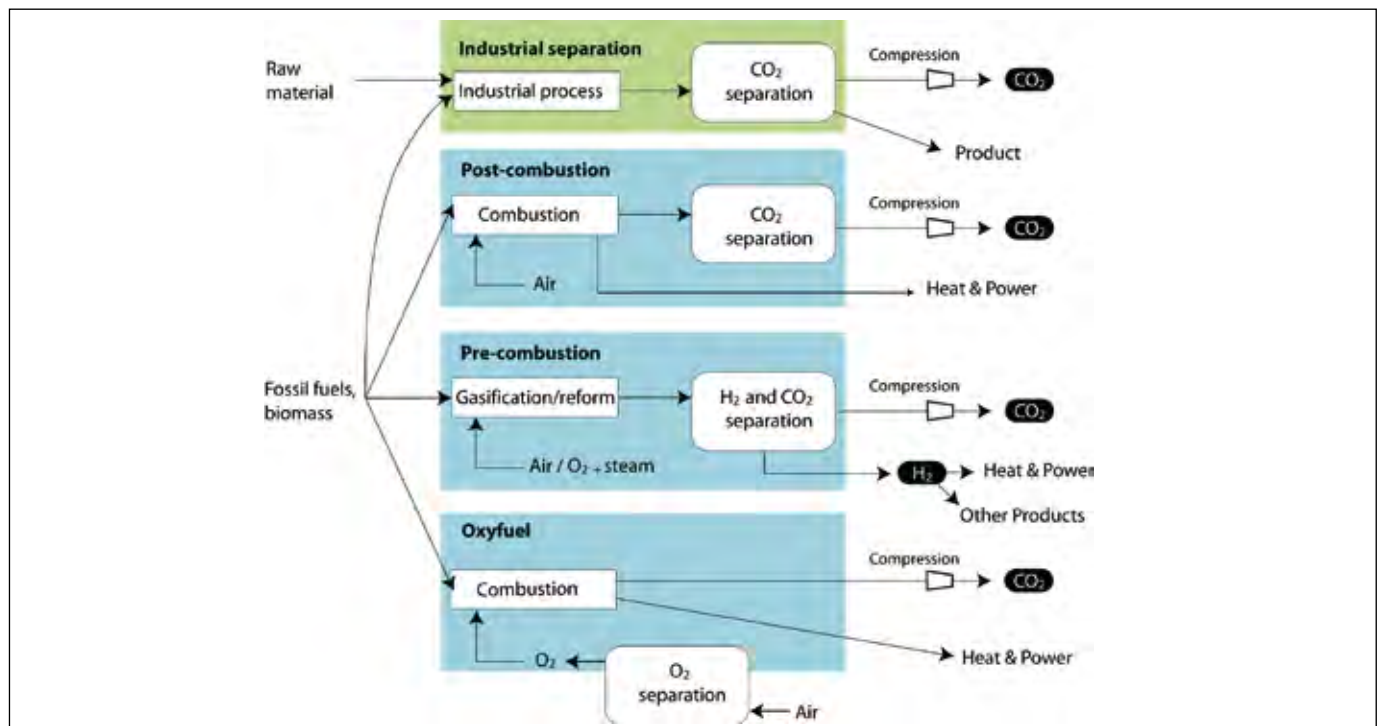 Industrial separation
Raw
material
Industrial process
CO₂
separation
Compression
CO₂
Product
Post-combustion
Combustion
CO₂
separation
Compression
CO₂
Air
Heat & Power
Pre-combustion
Fossil fuels,
biomass
Gasification/reform
H₂ and CO₂
separation
Compression
CO₂
Air / O₂ + steam
H₂
Heat & Power
Other Products
Oxyfuel
Combustion
Compression
CO₂
O₂
O₂
separation
Heat & Power
Air